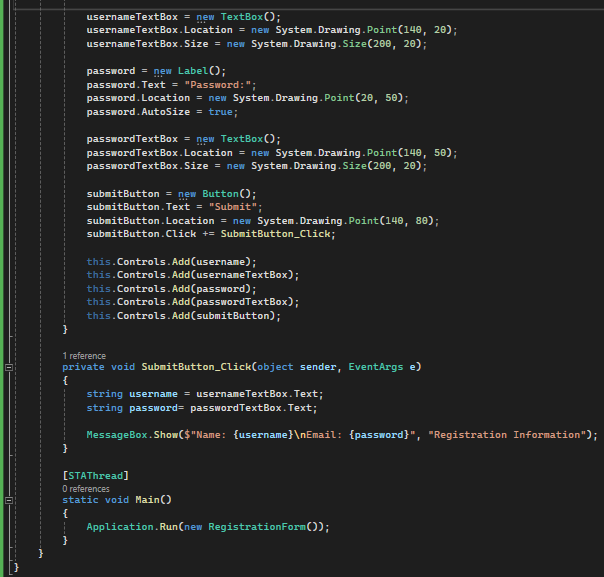 usernameTextBox = new TextBox();
usernameTextBox.Location = new System.Drawing.Point(140, 20);
usernameTextBox.Size = new System.Drawing.Size(200, 20);
password = new Label();
password.Text = "Password:";
password.Location = new System.Drawing.Point(20, 50);
password.AutoSize = true;
passwordTextBox = new TextBox();
passwordTextBox.Location = new System.Drawing.Point(140, 50);
passwordTextBox.Size = new System.Drawing.Size(200, 20);
submitButton = new Button();
submitButton.Text = "Submit";
submitButton.Location = new System.Drawing.Point(140, 80);
submitButton.Click += SubmitButton_Click;
this.Controls.Add(username);
this.Controls.Add(usernameTextBox);
this.Controls.Add(password);
this.Controls.Add(passwordTextBox);
this.Controls.Add(submitButton);
}
1 reference
private void SubmitButton_Click(object sender, EventArgs e)
{
string username = usernameTextBox.Text;
string password= passwordTextBox.Text;
MessageBox.Show($"Name: {username}\nEmail: {password}", "Registration Information");
}
[STAThread]
0 references
static void Main()
{
Application.Run(new RegistrationForm());
}
}
}